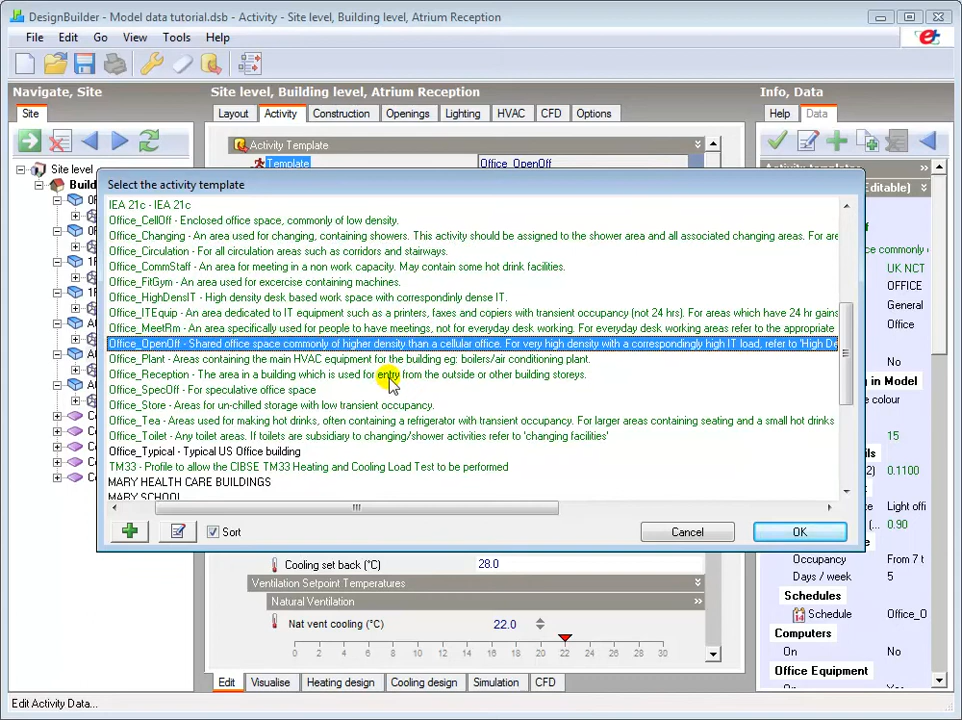 DesignBuilder - Model data tutorial.dsb - Activity - Site level, Building level, Atrium Reception
File Edit Go View Tools Help
Navigate, Site
Site level, Building level, Atrium Reception
Info, Data
Site
Layout Activity Construction Openings Lighting HVAC CFD Options
Help Data
Site level
Activity Template
Template Office_OpenOff
Select the activity template
IEA 21c - IEA 21c
Office_CellOff - Enclosed office space, commonly of low density.
Office_Changing - An area used for changing, containing showers. This activity should be assigned to the shower area and all associated changing areas. For are
Office_Circulation - For all circulation areas such as corridors and stairways.
Office_CommStaff - An area for meeting in a non work capacity. May contain some hot drink facilities.
Office_FitGym - An area used for excercise containing machines.
Office_HighDensIT - High density desk based work space with correspondinly dense IT.
Office_ITEquip - An area dedicated to IT equipment such as a printers, faxes and copiers with transient occupancy (not 24 hrs). For areas which have 24 hr gains
Office_MeetRm - An area specifically used for people to have meetings, not for everyday desk working. For everyday desk working areas refer to the appropriate
Office_OpenOff - Shared office space commonly of higher density than a cellular office. For very high density with a correspondingly high IT load, refer to 'High De
Office_Plant - Areas containing the main HVAC equipment for the building eg: boilers/air conditioning plant.
Office_Reception - The area in a building which is used for entry from the outside or other building storeys.
Office_SpecOff - For speculative office space
Office_Store - Areas for un-chilled storage with low transient occupancy.
Office_Tea - Areas used for making hot drinks, often containing a refrigerator with transient occupancy. For larger areas containing seating and a small hot drinks
Office_Toilet - Any toilet areas. If toilets are subsidiary to changing/shower activities refer to 'changing facilities'
Office_Typical - Typical US Office building
TM33 - Profile to allow the CIBSE TM33 Heating and Cooling Load Test to be performed
MARY HEALTH CARE BUILDINGS
MARY SCHOOL
Sort Cancel OK
Editable)
commonly o
UK NCT
OFFICE
General
Office
No
g in Model
colour
15
2) 0.1100
Light offi
(... 0.90
Occupancy From 7 t
Days / week 5
Schedules
Schedule Office_O
Computers
On No
Office Equipment
On No
Cooling set back (°C) 28.0
Ventilation Setpoint Temperatures
Natural Ventilation
Nat vent cooling (°C) 22.0
0 2 4 6 8 10 12 14 16 18 20 22 24 26 28 30
Edit Visualise Heating design Cooling design Simulation CFD
Edit Activity Data...